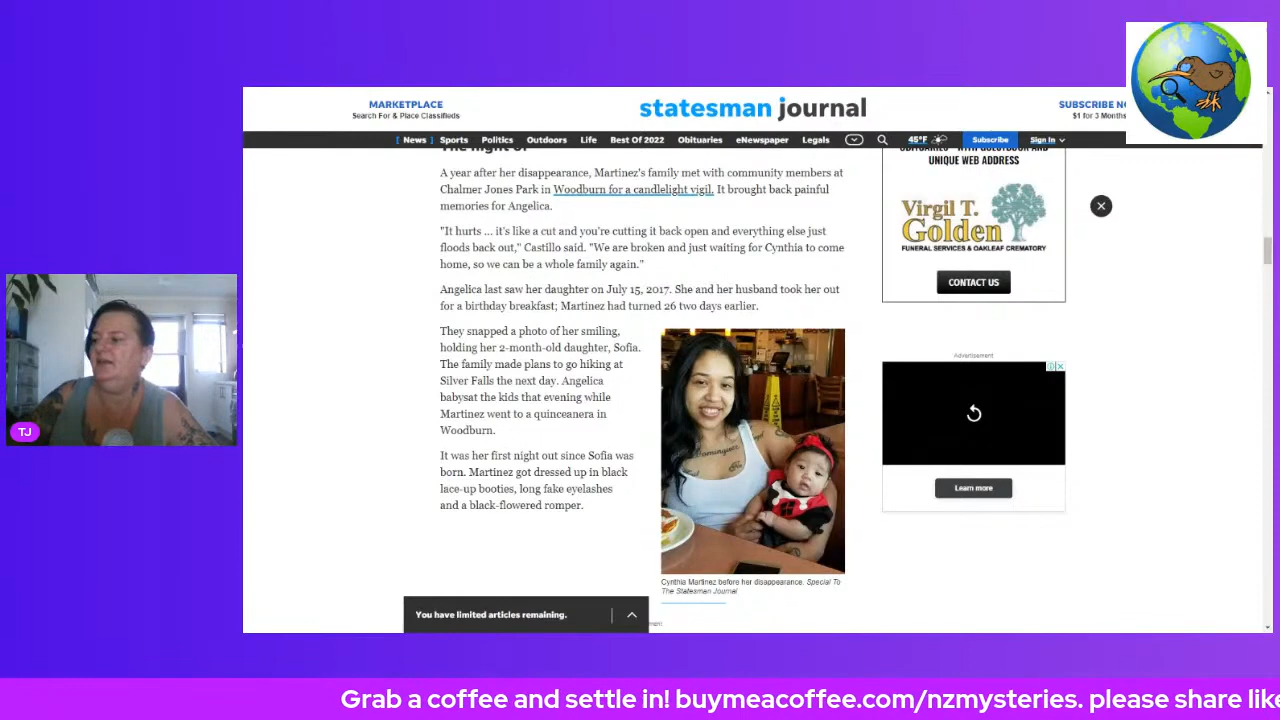 MARKETPLACE
Search For & Place Classifieds
statesman journal
SUBSCRIBE NO
$1 for 3 Months
[ News ] Sports Politics Outdoors Life Best Of 2022 Obituaries eNewspaper Legals 45°F Subscribe Sign In
The night of
A year after her disappearance, Martinez's family met with community members at
Chalmer Jones Park in Woodburn for a candlelight vigil. It brought back painful
memories for Angelica.
"It hurts ... it's like a cut and you're cutting it back open and everything else just
floods back out," Castillo said. "We are broken and just waiting for Cynthia to come
home, so we can be a whole family again."
Angelica last saw her daughter on July 15, 2017. She and her husband took her out
for a birthday breakfast; Martinez had turned 26 two days earlier.
They snapped a photo of her smiling,
holding her 2-month-old daughter, Sofia.
The family made plans to go hiking at
Silver Falls the next day. Angelica
babysat the kids that evening while
Martinez went to a quinceanera in
Woodburn.
It was her first night out since Sofia was
born. Martinez got dressed up in black
lace-up booties, long fake eyelashes
and a black-flowered romper.
Cynthia Martinez before her disappearance. Special To
The Statesman Journal
You have limited articles remaining.
OBITUARIES WITH GUESTBOOK AND
UNIQUE WEB ADDRESS
Virgil T.
Golden
FUNERAL SERVICES & OAKLEAF CREMATORY
CONTACT US
Advertisement
Learn more
TJ
Grab a coffee and settle in! buymeacoffee.com/nzmysteries. please share like